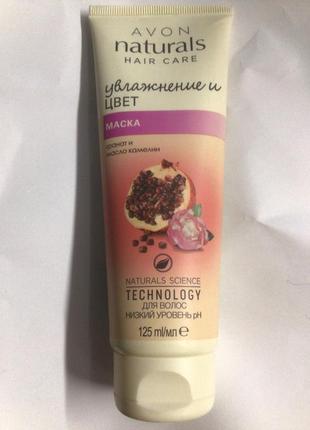 AVON
naturals
HAIR CARE
увлажнение и
ЦВЕТ
МАСКА
гранат и
масло камелии
NATURALS SCIENCE
TECHNOLOGY
ДЛЯ ВОЛОС
НИЗКИЙ УРОВЕНЬ pH
125 ml/мл e